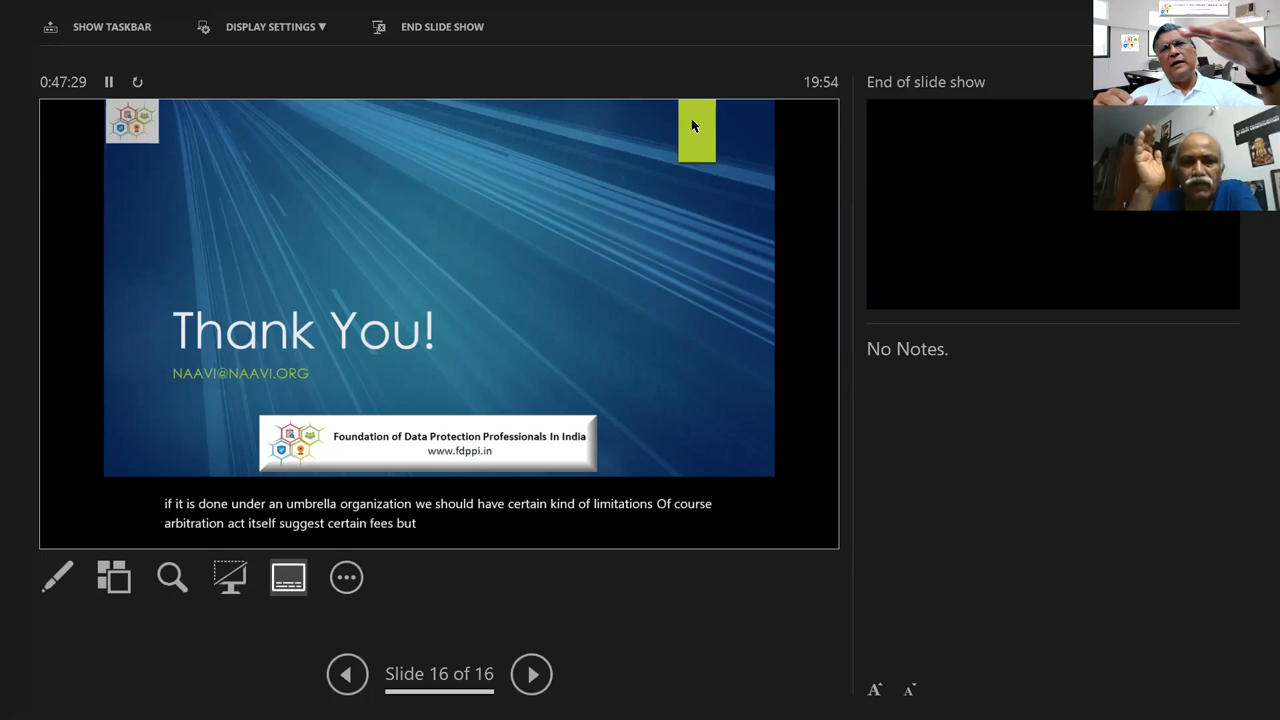 SHOW TASKBAR
DISPLAY SETTINGS ▼
END SLIDE SHOW
0:47:29
19:54
End of slide show
Thank You!
NAAVI@NAAVI.ORG
Foundation of Data Protection Professionals In India
www.fdppi.in
if it is done under an umbrella organization we should have certain kind of limitations Of course
arbitration act itself suggest certain fees but
No Notes.
Slide 16 of 16
A A